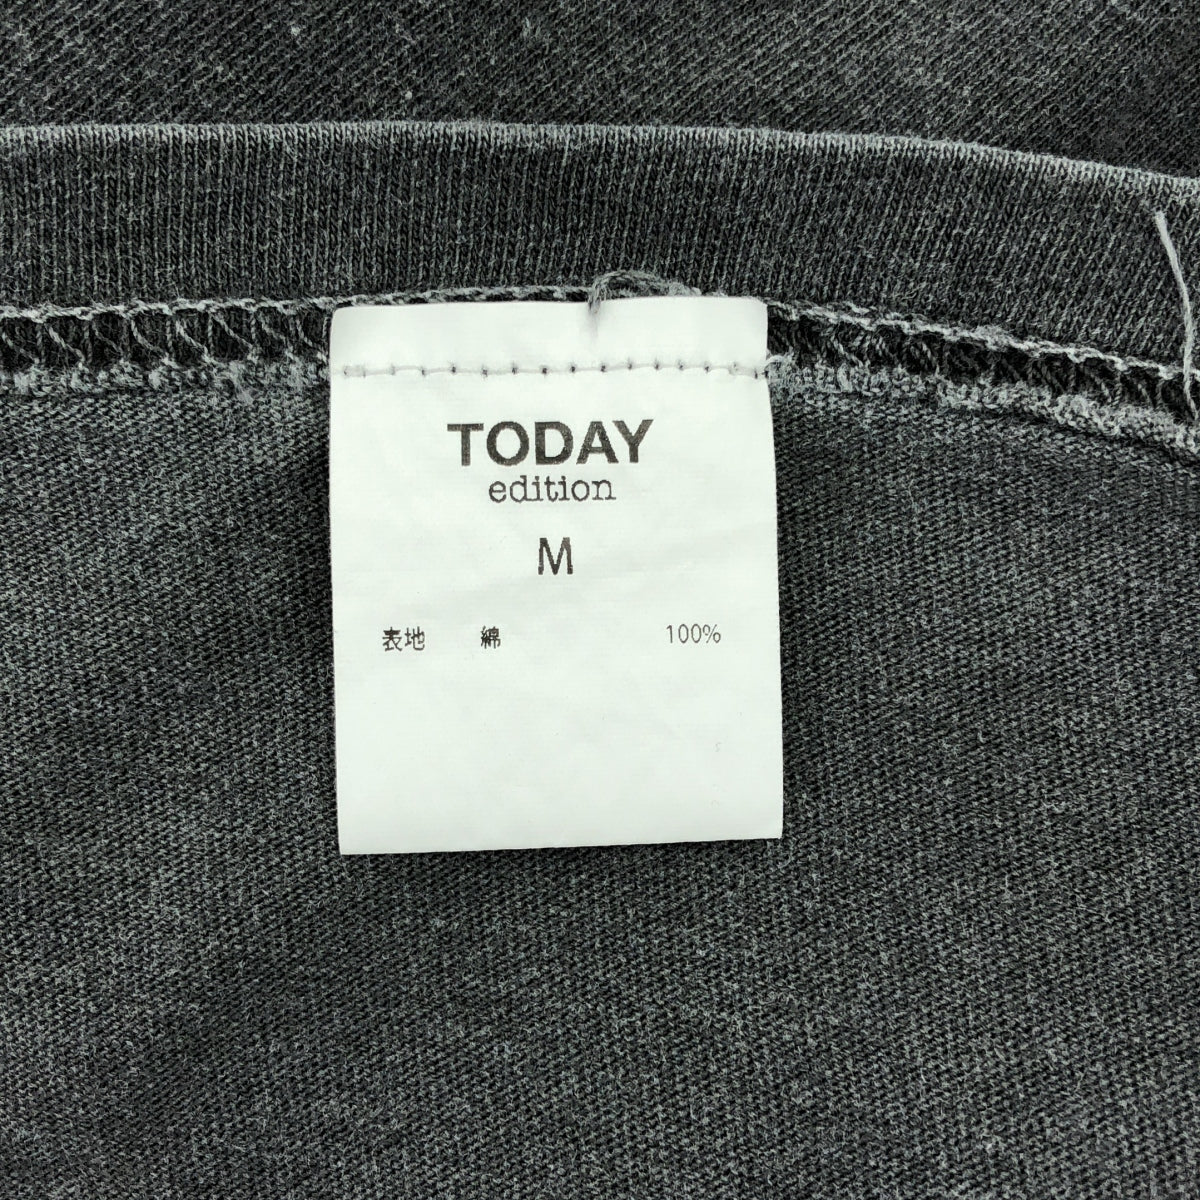 TODAY
edition
M
表地 綿 100%